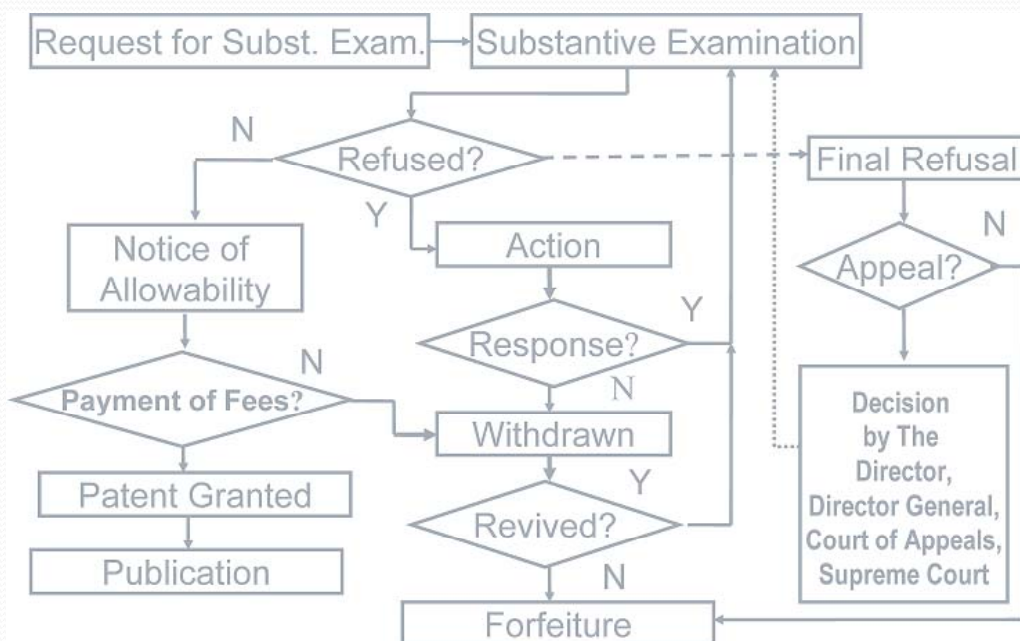 Request for Subst. Exam.
Substantive Examination
N
Refused?
Final Refusal
Y
N
Notice of
Allowability
Action
Appeal?
Y
Response?
N
Payment of Fees?
N
Withdrawn
Decision
by The
Director,
Director General,
Court of Appeals,
Supreme Court
Y
Patent Granted
Revived?
Publication
N
Forfeiture